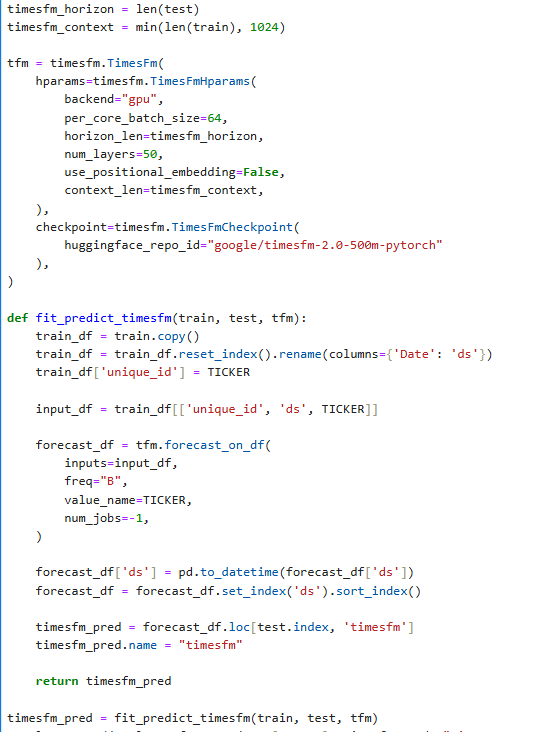 timesfm_horizon = len(test)
timesfm_context = min(len(train), 1024)

tfm = timesfm.TimesFm(
    hparams=timesfm.TimesFmHparams(
        backend="gpu",
        per_core_batch_size=64,
        horizon_len=timesfm_horizon,
        num_layers=50,
        use_positional_embedding=False,
        context_len=timesfm_context,
    ),
    checkpoint=timesfm.TimesFmCheckpoint(
        huggingface_repo_id="google/timesfm-2.0-500m-pytorch"
    ),
)

def fit_predict_timesfm(train, test, tfm):
    train_df = train.copy()
    train_df = train_df.reset_index().rename(columns={'Date': 'ds'})
    train_df['unique_id'] = TICKER

    input_df = train_df[['unique_id', 'ds', TICKER]]

    forecast_df = tfm.forecast_on_df(
        inputs=input_df,
        freq="B",
        value_name=TICKER,
        num_jobs=-1,
    )

    forecast_df['ds'] = pd.to_datetime(forecast_df['ds'])
    forecast_df = forecast_df.set_index('ds').sort_index()

    timesfm_pred = forecast_df.loc[test.index, 'timesfm']
    timesfm_pred.name = "timesfm"

    return timesfm_pred

timesfm_pred = fit_predict_timesfm(train, test, tfm)